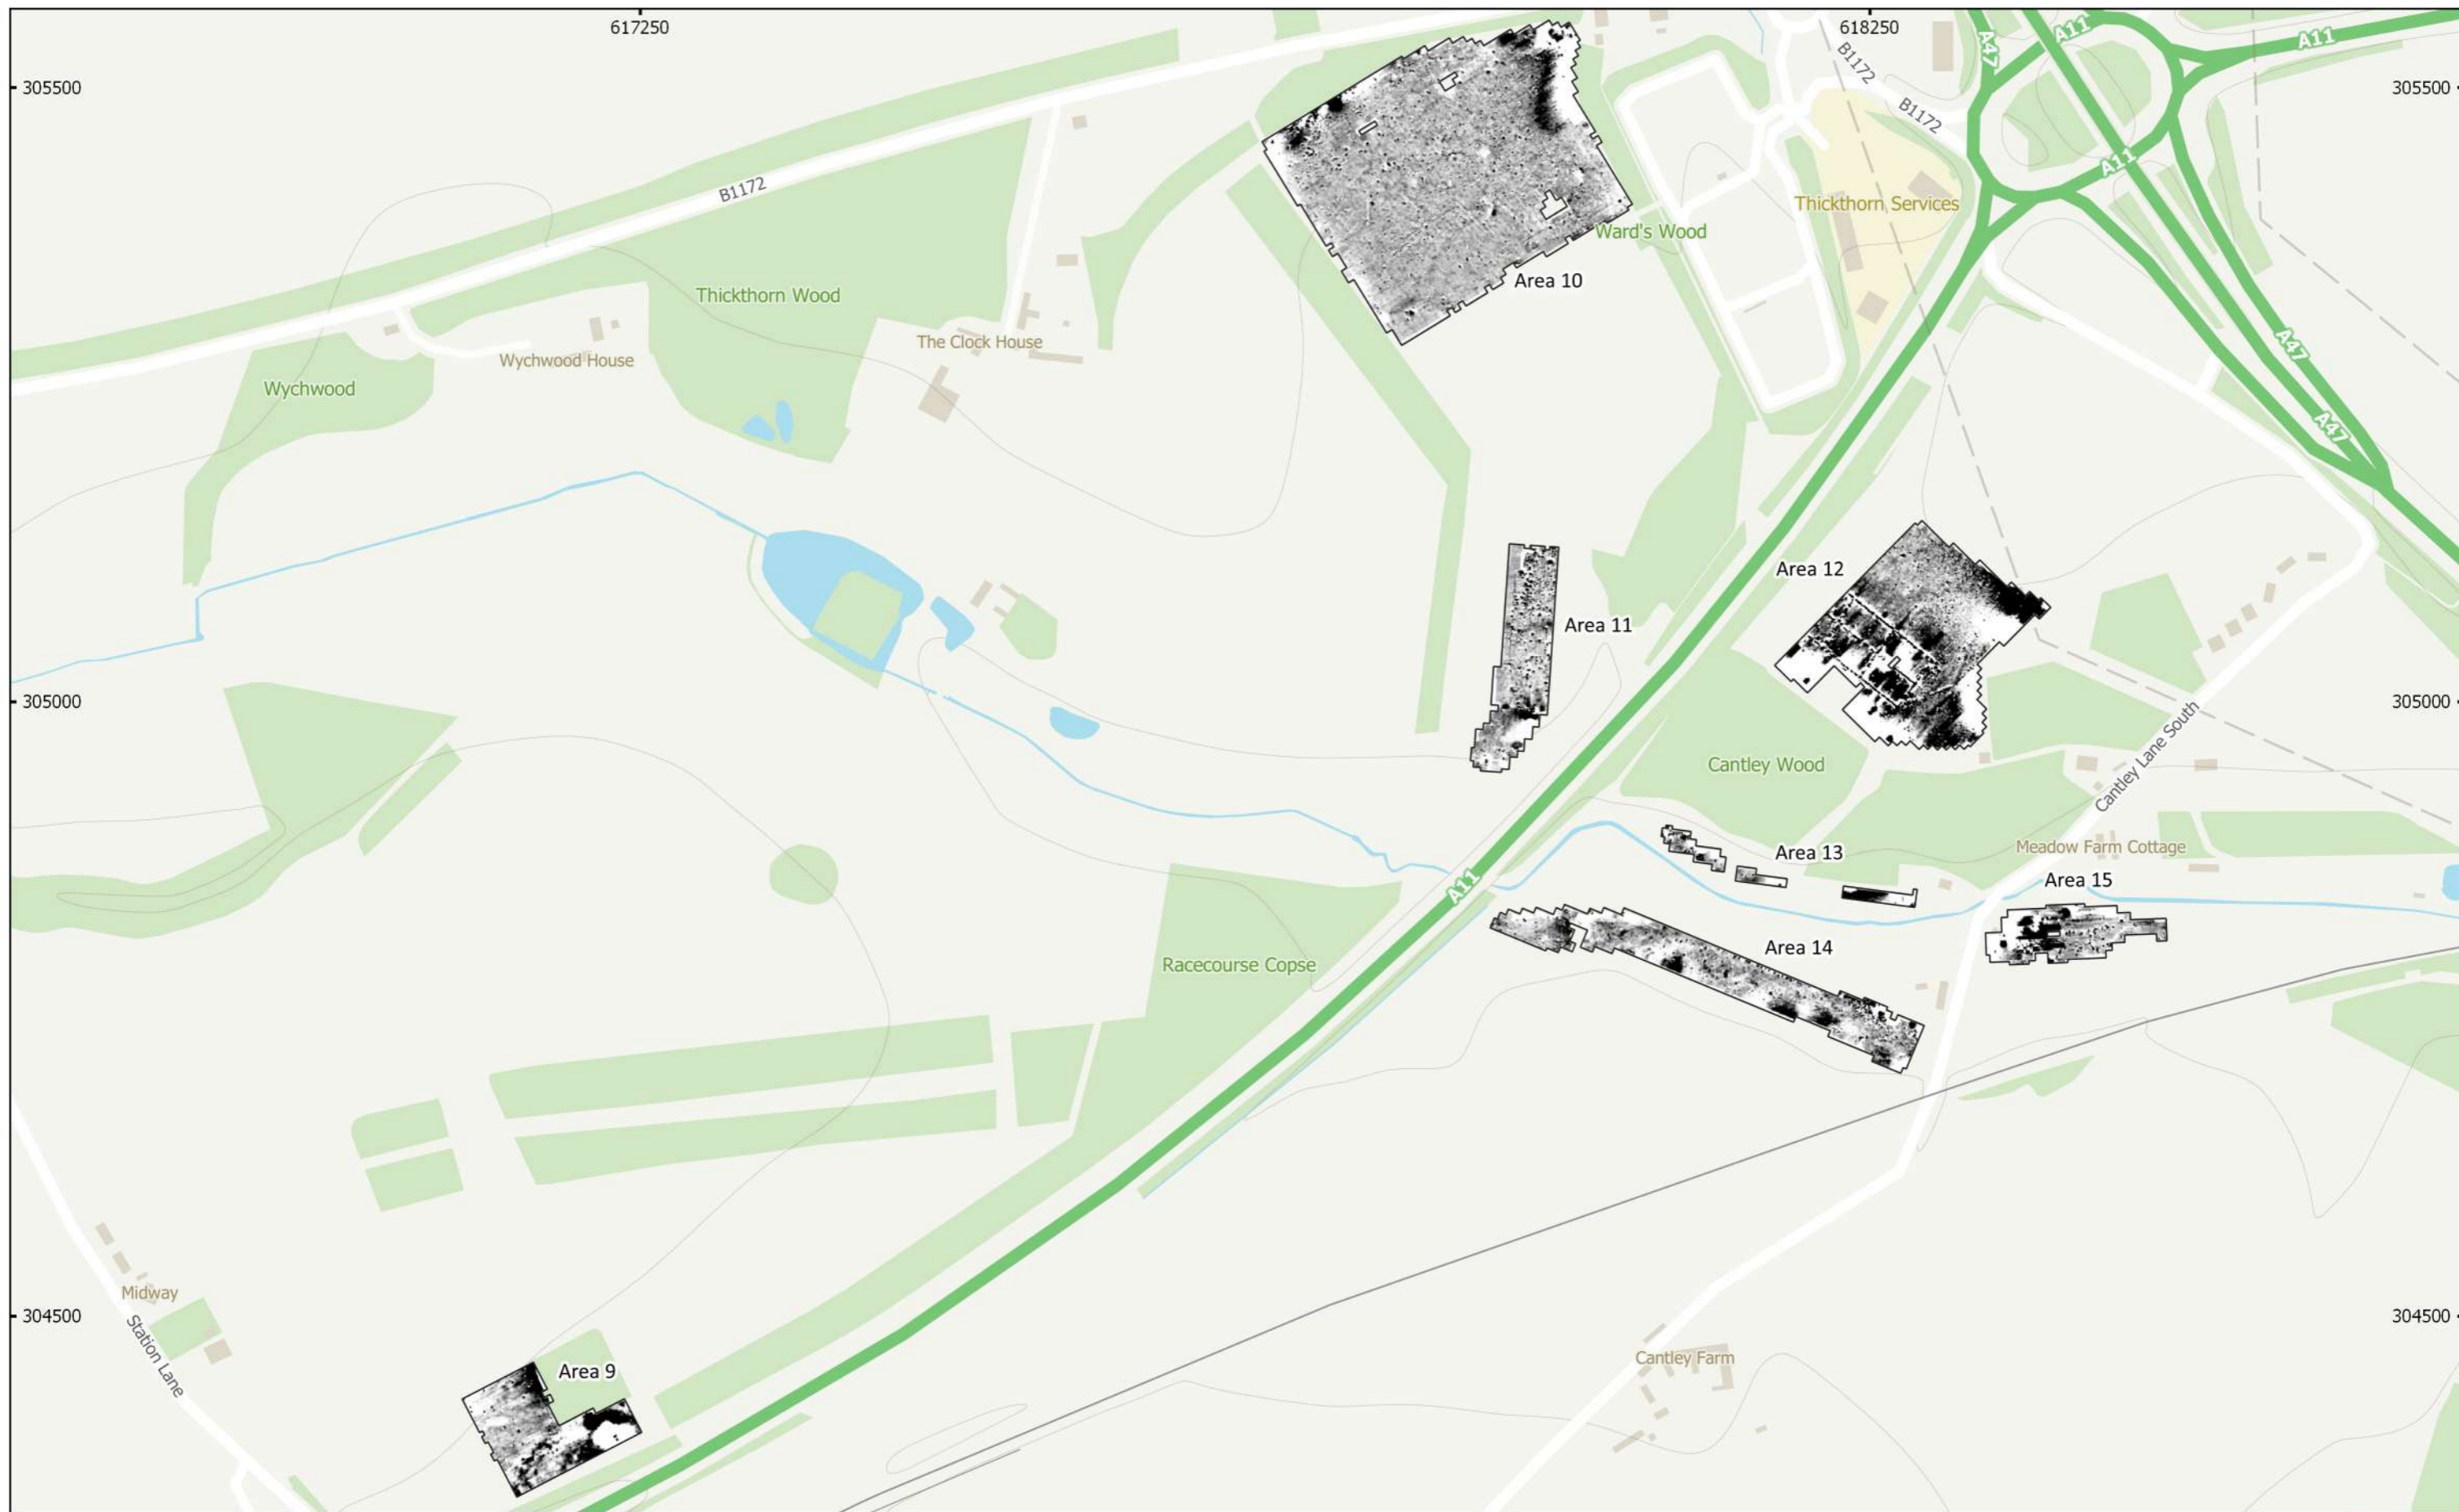 617250
618250
A47
A11
A11
B1172
305500
305500
B1172
A11
B1172
Thickthorn Services
Ward's Wood
Area 10
Thickthorn Wood
The Clock House
Wychwood House
Wychwood
A47
A47
Area 12
Area 11
305000
305000
Cantley Lane South
Cantley Wood
Meadow Farm Cottage
Area 13
Area 15
A11
Area 14
Racecourse Copse
Midway
304500
304500
Station Lane
Cantley Farm
Area 9